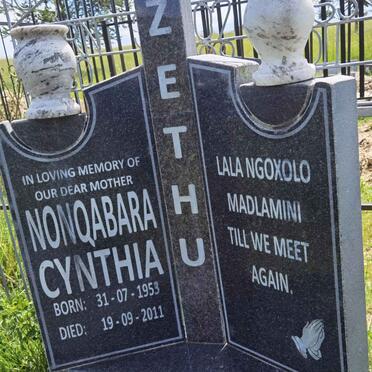 ZETHU
IN LOVING MEMORY OF
OUR DEAR MOTHER
NONQABARA
CYNTHIA
BORN: 31-07-1953
DIED: 19-09-2011
LALA NGOXOLO
MADLAMINI
TILL WE MEET
AGAIN.